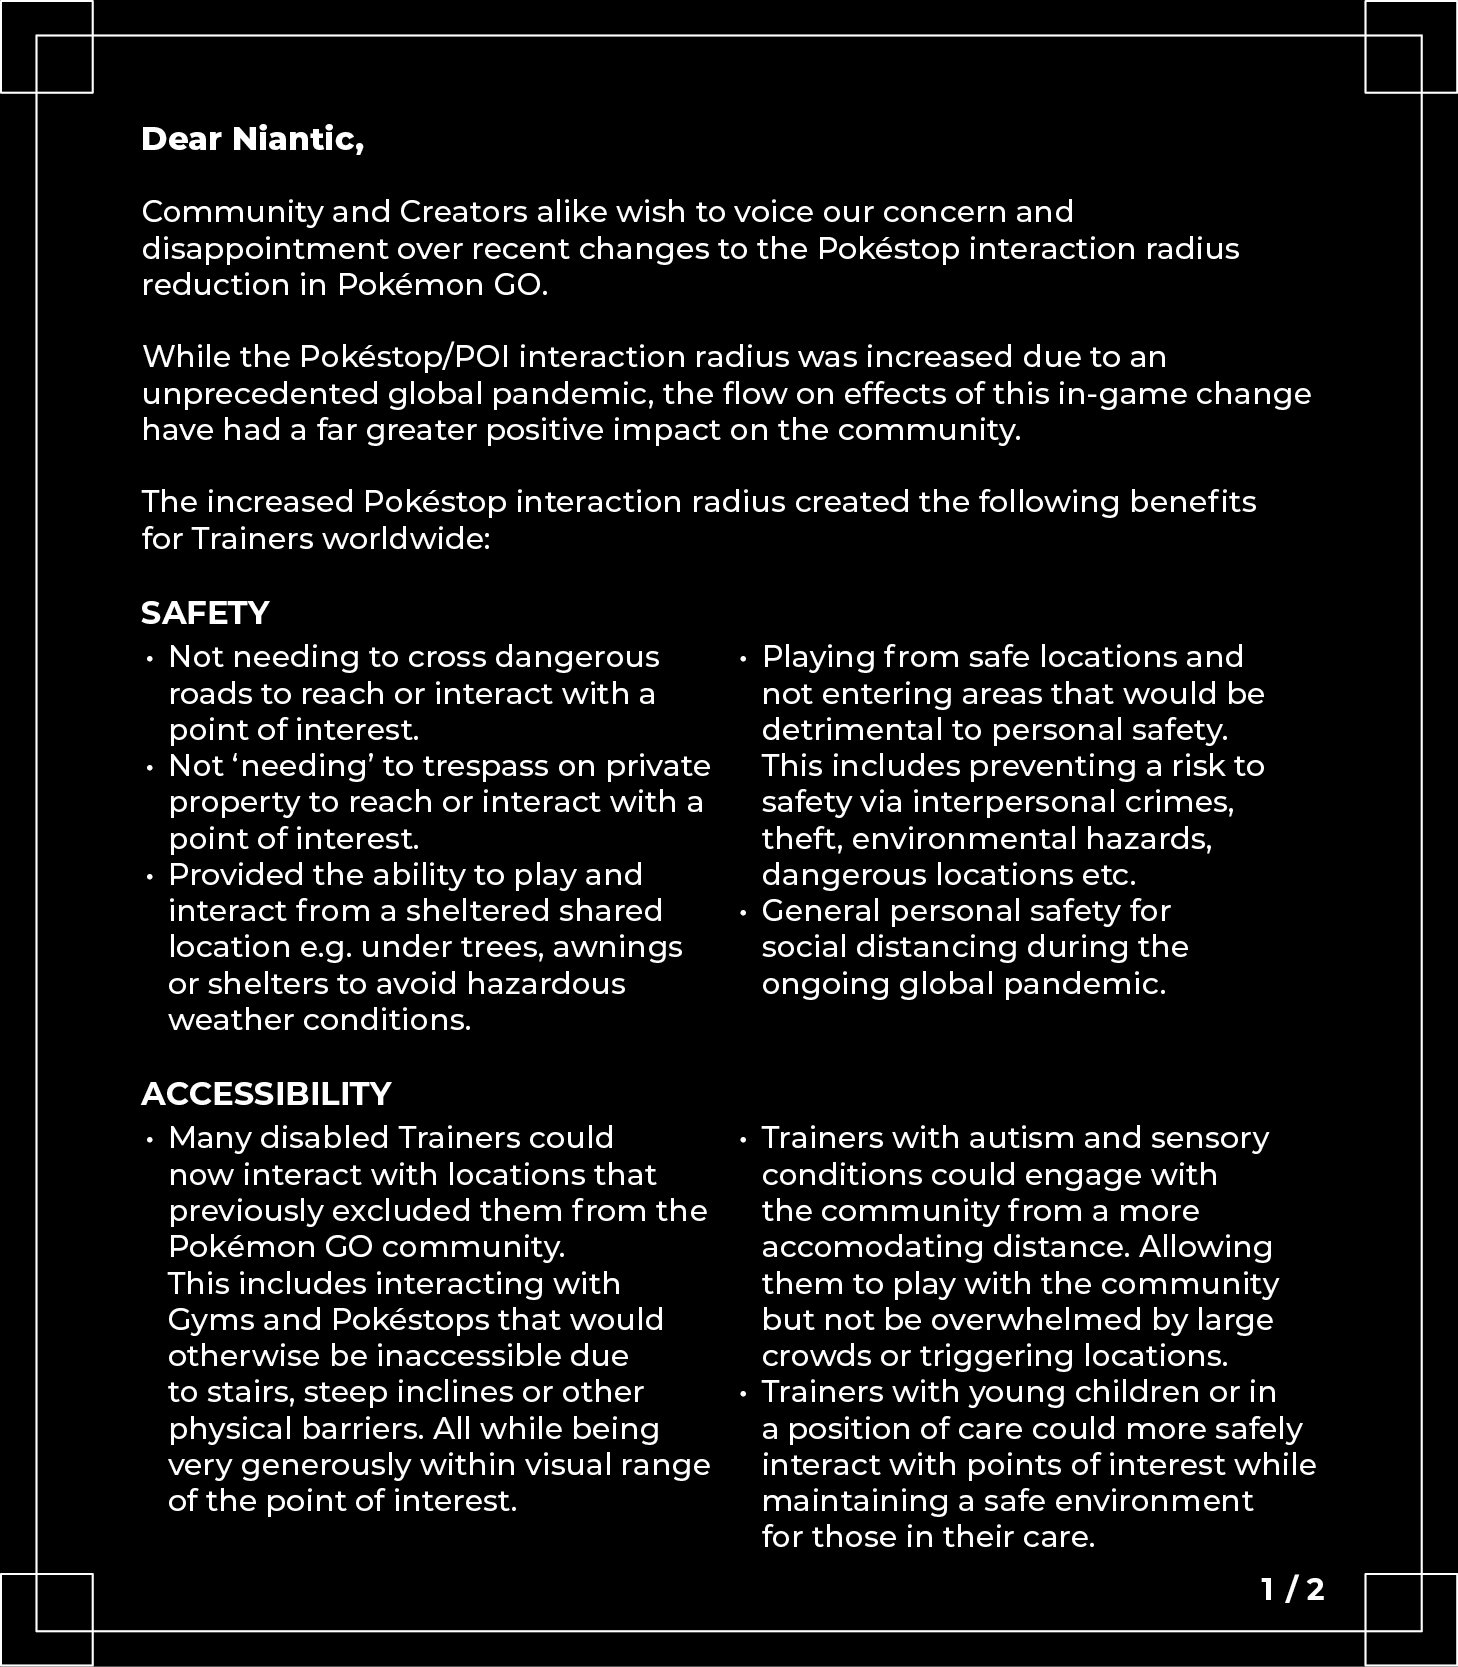 Dear Niantic,
Community and Creators alike wish to voice our concern and
disappointment over recent changes to the Pokéstop interaction radius
reduction in Pokémon GO.
While the Pokéstop/POI interaction radius was increased due to an
unprecedented global pandemic, the flow on effects of this in-game change
have had a far greater positive impact on the community.
The increased Pokéstop interaction radius created the following benefits
for Trainers worldwide:
SAFETY
• Not needing to cross dangerous
roads to reach or interact with a
point of interest.
• Not ‘needing’ to trespass on private
property to reach or interact with a
point of interest.
• Provided the ability to play and
interact from a sheltered shared
location e.g. under trees, awnings
or shelters to avoid hazardous
weather conditions.
• Playing from safe locations and
not entering areas that would be
detrimental to personal safety.
This includes preventing a risk to
safety via interpersonal crimes,
theft, environmental hazards,
dangerous locations etc.
• General personal safety for
social distancing during the
ongoing global pandemic.
ACCESSIBILITY
• Many disabled Trainers could
now interact with locations that
previously excluded them from the
Pokémon GO community.
This includes interacting with
Gyms and Pokéstops that would
otherwise be inaccessible due
to stairs, steep inclines or other
physical barriers. All while being
very generously within visual range
of the point of interest.
• Trainers with autism and sensory
conditions could engage with
the community from a more
accomodating distance. Allowing
them to play with the community
but not be overwhelmed by large
crowds or triggering locations.
• Trainers with young children or in
a position of care could more safely
interact with points of interest while
maintaining a safe environment
for those in their care.
1 / 2